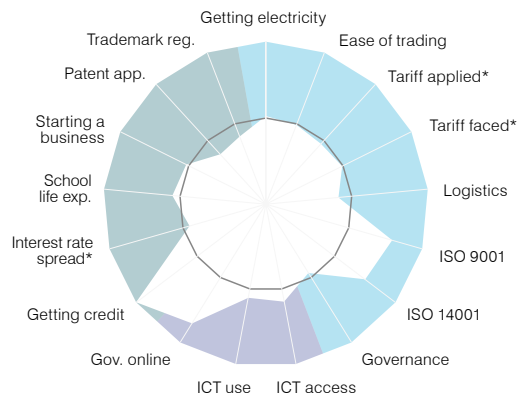 Getting electricity
Ease of trading
Tariff applied*
Tariff faced*
Logistics
ISO 9001
ISO 14001
Governance
ICT access
ICT use
Gov. online
Getting credit
Interest rate
spread*
School
life exp.
Starting a
business
Patent app.
Trademark reg.